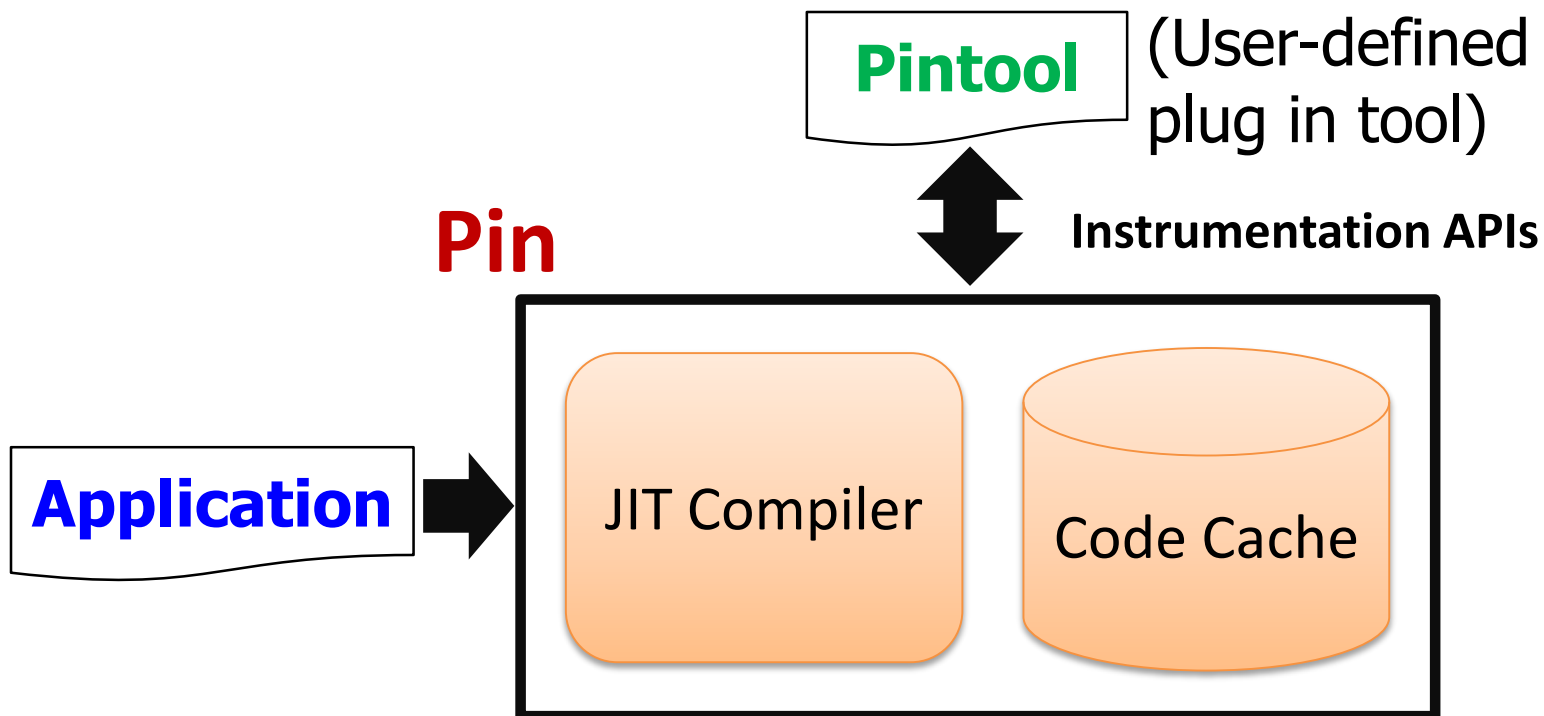 Pintool
(User-defined
plug in tool)
Pin
Instrumentation APIs
Application
JIT Compiler
Code Cache